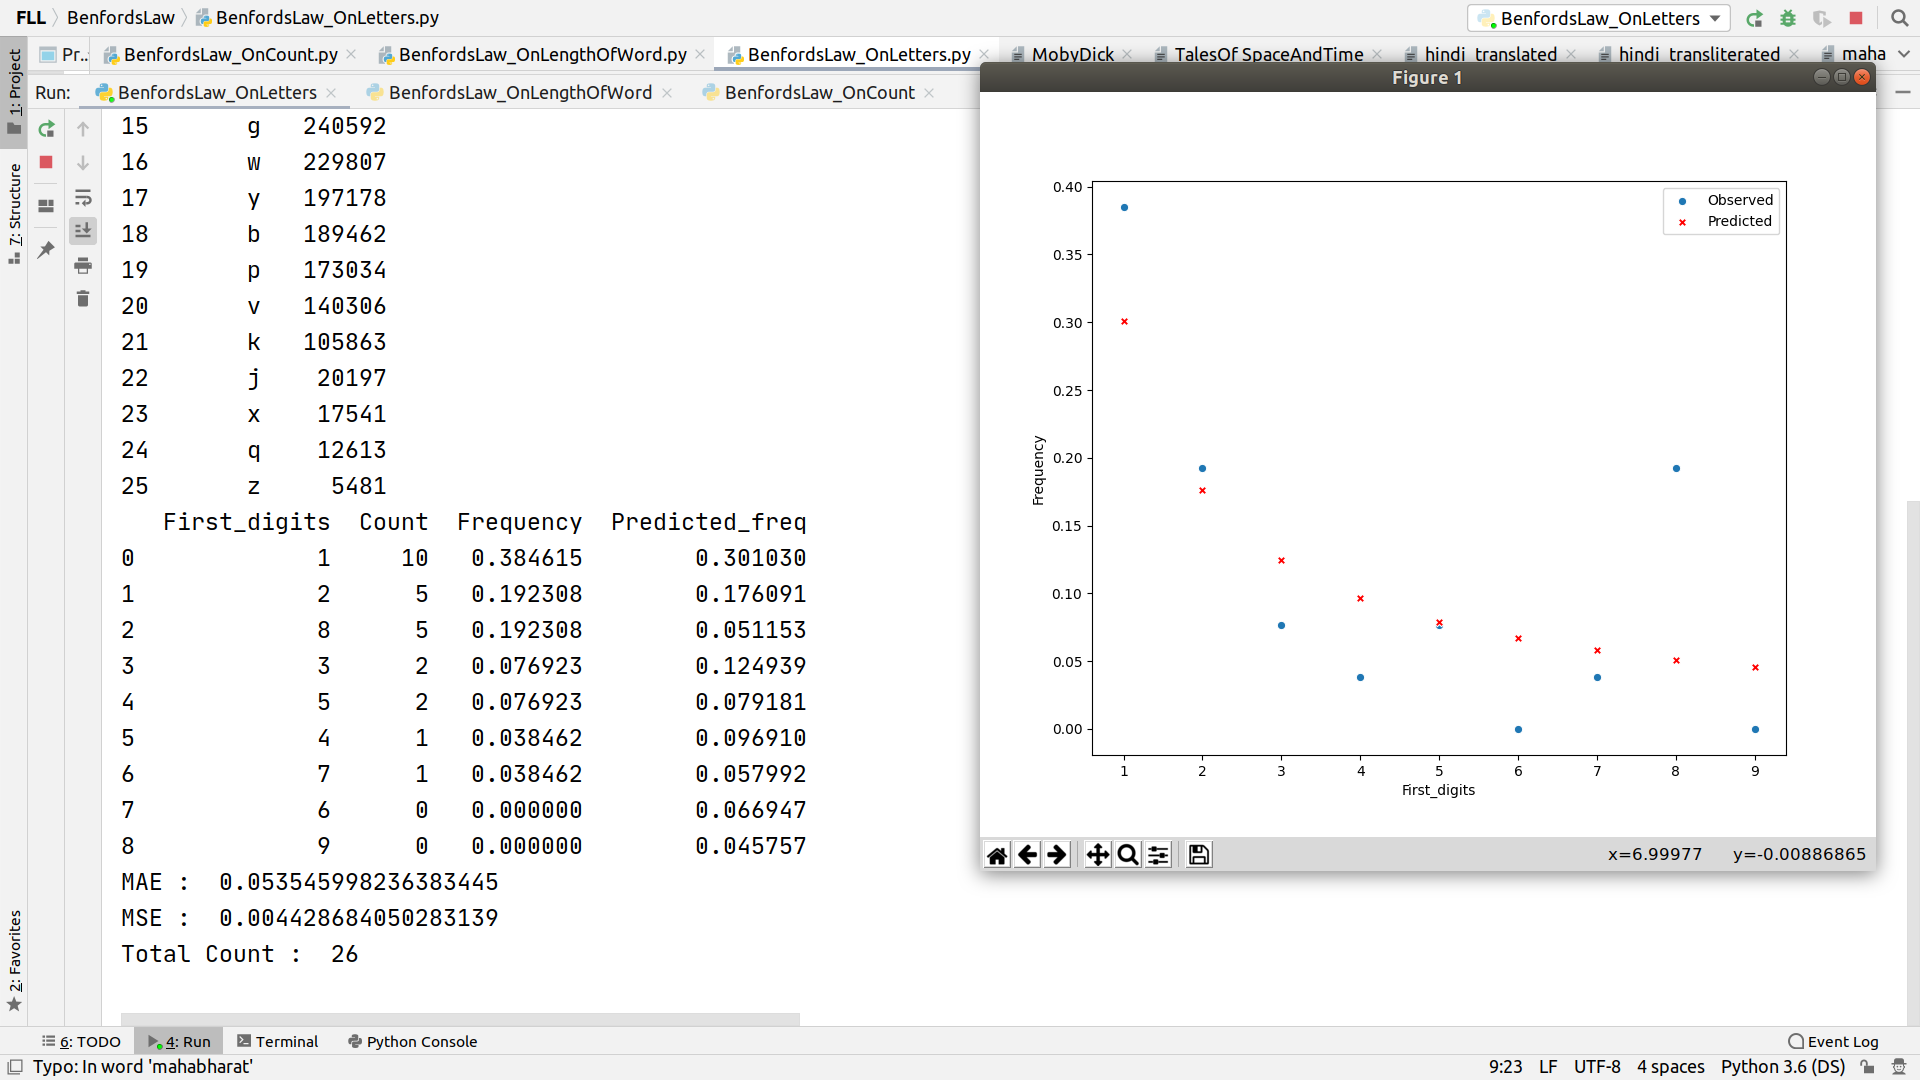 FLL BenfordsLaw BenfordsLaw_OnLetters.py
BenfordsLaw_OnLetters
Pr.. BenfordsLaw_OnCount.py BenfordsLaw_OnLengthOfWord.py BenfordsLaw_OnLetters.py MobyDick TalesOf SpaceAndTime hindi_translated hindi_transliterated maha
Run: BenfordsLaw_OnLetters BenfordsLaw_OnLengthOfWord BenfordsLaw_OnCount
1: Project
7: Structure
2: Favorites
15 g 240592
16 w 229807
17 y 197178
18 b 189462
19 p 173034
20 v 140306
21 k 105863
22 j 20197
23 x 17541
24 q 12613
25 z 5481
First_digits Count Frequency Predicted_freq
0 1 10 0.384615 0.301030
1 2 5 0.192308 0.176091
2 8 5 0.192308 0.051153
3 3 2 0.076923 0.124939
4 5 2 0.076923 0.079181
5 4 1 0.038462 0.096910
6 7 1 0.038462 0.057992
7 6 0 0.000000 0.066947
8 9 0 0.000000 0.045757
MAE : 0.053545998236383445
MSE : 0.004428684050283139
Total Count : 26
Figure 1
Observed
Predicted
0.40
0.35
0.30
0.25
0.20
0.15
0.10
0.05
0.00
Frequency
1 2 3 4 5 6 7 8 9
First_digits
x=6.99977 y=-0.00886865
6: TODO 4: Run Terminal Python Console Event Log
Typo: In word 'mahabharat' 9:23 LF UTF-8 4 spaces Python 3.6 (DS)